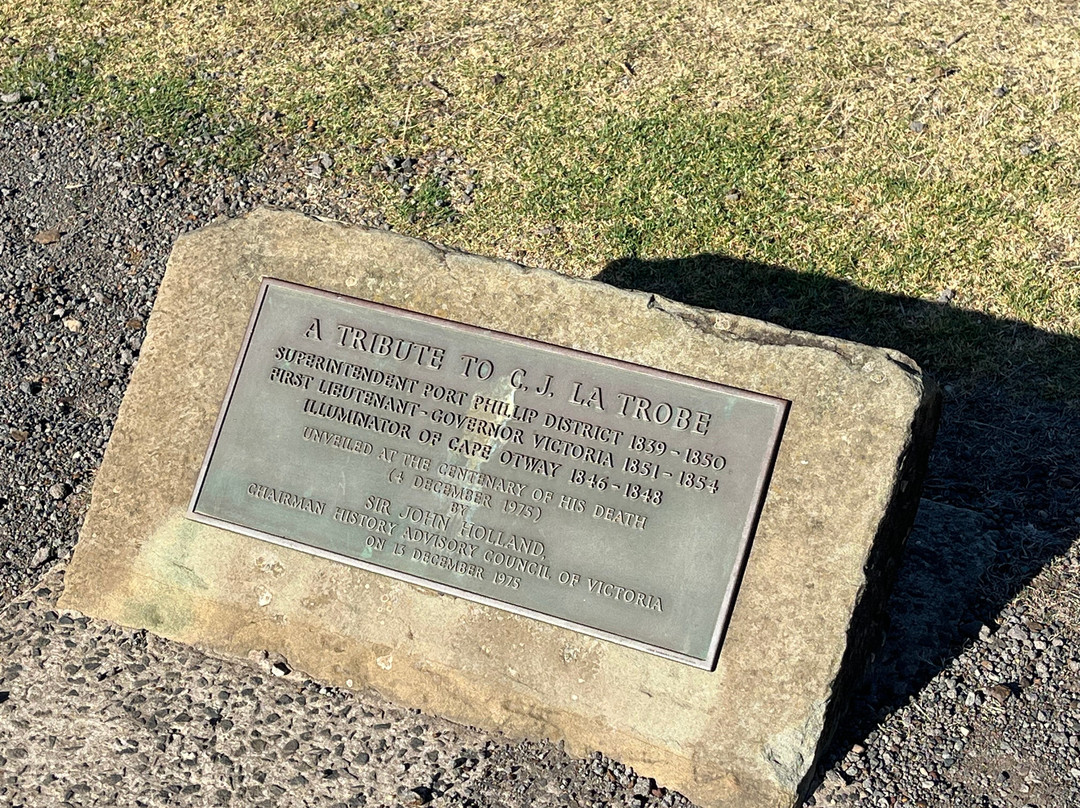 A TRIBUTE TO C. J. LA TROBE
SUPERINTENDENT PORT PHILLIP DISTRICT 1839 - 1850
FIRST LIEUTENANT - GOVERNOR VICTORIA 1851 - 1854
ILLUMINATOR OF CAPE OTWAY 1846 - 1848
UNVEILED AT THE CENTENARY OF HIS DEATH
(4 DECEMBER 1975)
BY
SIR JOHN HOLLAND,
CHAIRMAN HISTORY ADVISORY COUNCIL OF VICTORIA
ON 13 DECEMBER 1975